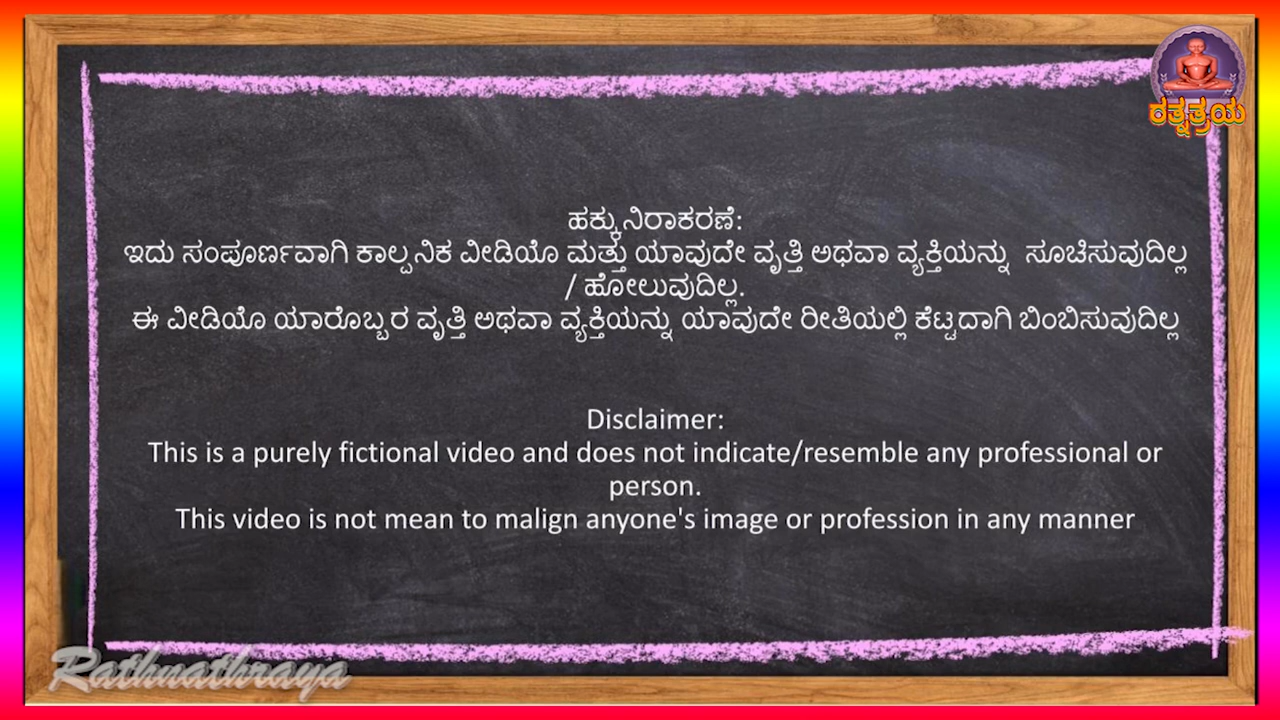 ರತ್ನತ್ರಯ
ಹಕ್ಕುನಿರಾಕರಣೆ:
ಇದು ಸಂಪೂರ್ಣವಾಗಿ ಕಾಲ್ಪನಿಕ ವೀಡಿಯೊ ಮತ್ತು ಯಾವುದೇ ವೃತ್ತಿ ಅಥವಾ ವ್ಯಕ್ತಿಯನ್ನು ಸೂಚಿಸುವುದಿಲ್ಲ
/ ಹೋಲುವುದಿಲ್ಲ.
ಈ ವೀಡಿಯೊ ಯಾರೊಬ್ಬರ ವೃತ್ತಿ ಅಥವಾ ವ್ಯಕ್ತಿಯನ್ನು ಯಾವುದೇ ರೀತಿಯಲ್ಲಿ ಕೆಟ್ಟದಾಗಿ ಬಿಂಬಿಸುವುದಿಲ್ಲ
Disclaimer:
This is a purely fictional video and does not indicate/resemble any professional or
person.
This video is not mean to malign anyone's image or profession in any manner
Rathnathraya